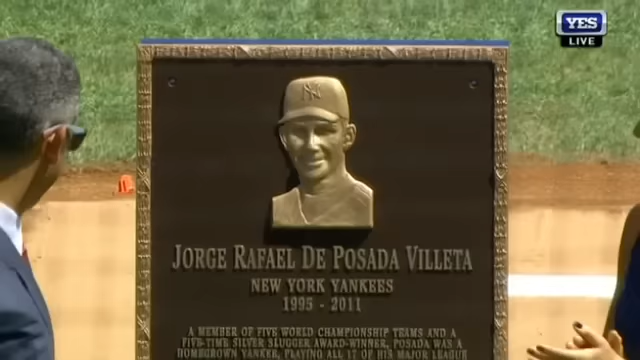 YES
LIVE
NY
JORGE RAFAEL DE POSADA VILLETA
NEW YORK YANKEES
1995 - 2011
A MEMBER OF FIVE WORLD CHAMPIONSHIP TEAMS AND A
FIVE-TIME SILVER SLUGGER AWARD-WINNER, POSADA WAS A
HOMEGROWN YANKEE, PLAYING ALL 17 OF HIS MAJOR LEAGUE